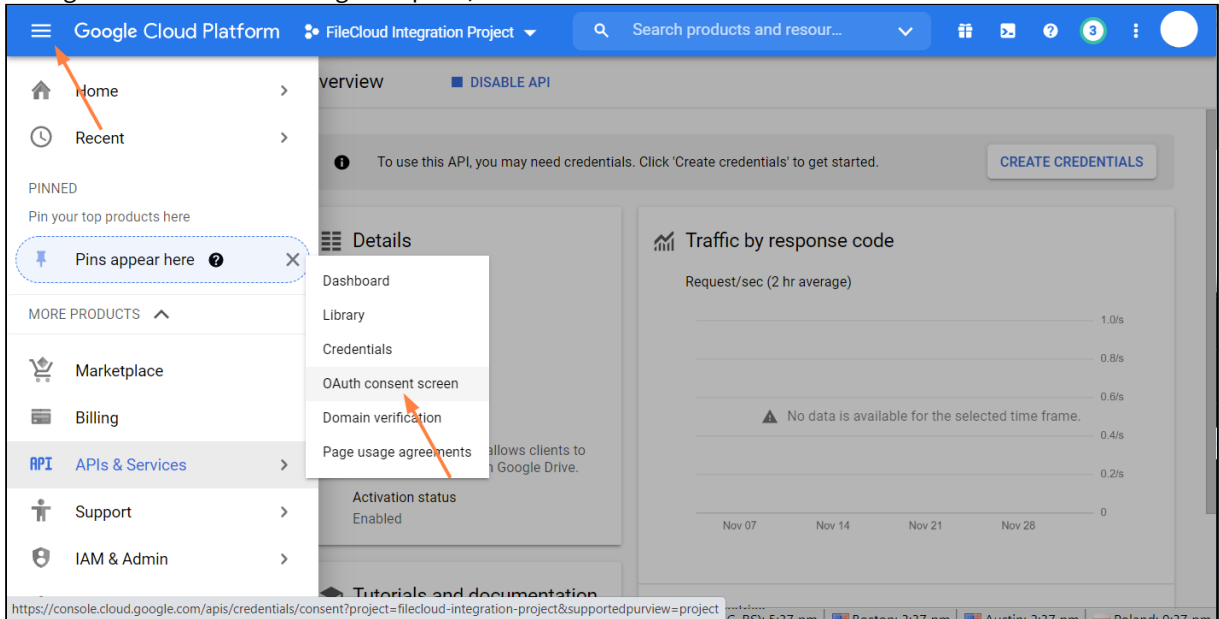 Google Cloud Platform
FileCloud Integration Project
Search products and resour...
3
Home
Recent
PINNED
Pin your top products here
Pins appear here
MORE PRODUCTS
Marketplace
Billing
API APIs & Services
Support
IAM & Admin
Dashboard
Library
Credentials
OAuth consent screen
Domain verification
Page usage agreements
verview
DISABLE API
To use this API, you may need credentials. Click 'Create credentials' to get started.
CREATE CREDENTIALS
Details
allows clients to
Google Drive.
Activation status
Enabled
Tutorials and documentation
Traffic by response code
Request/sec (2 hr average)
1.0/s
0.8/s
0.6/s
No data is available for the selected time frame.
0.4/s
0.2/s
0
Nov 07 Nov 14 Nov 21 Nov 28
https://console.cloud.google.com/apis/credentials/consent?project=filecloud-integration-project&supportedpurview=project